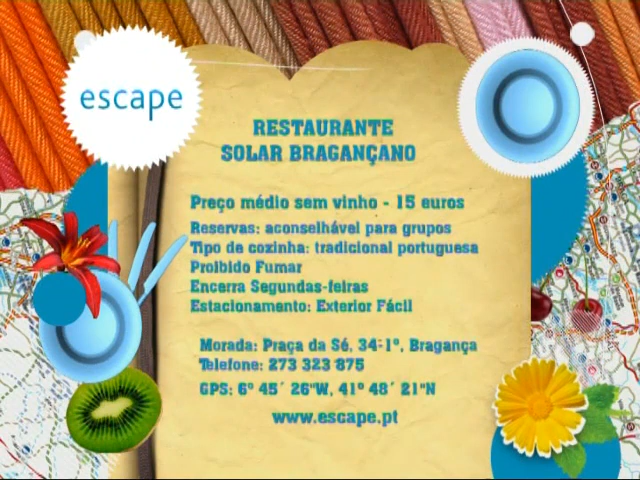 escape
RESTAURANTE
SOLAR BRAGANÇANO
Preço médio sem vinho - 15 euros
Reservas: aconselhável para grupos
Tipo de cozinha: tradicional portuguesa
Proibido Fumar
Encerra Segundas-feiras
Estacionamento: Exterior Fácil
Morada: Praça da Sé, 34-1º, Bragança
Telefone: 273 323 875
GPS: 6º 45´ 26"W, 41º 48´ 21"N
www.escape.pt